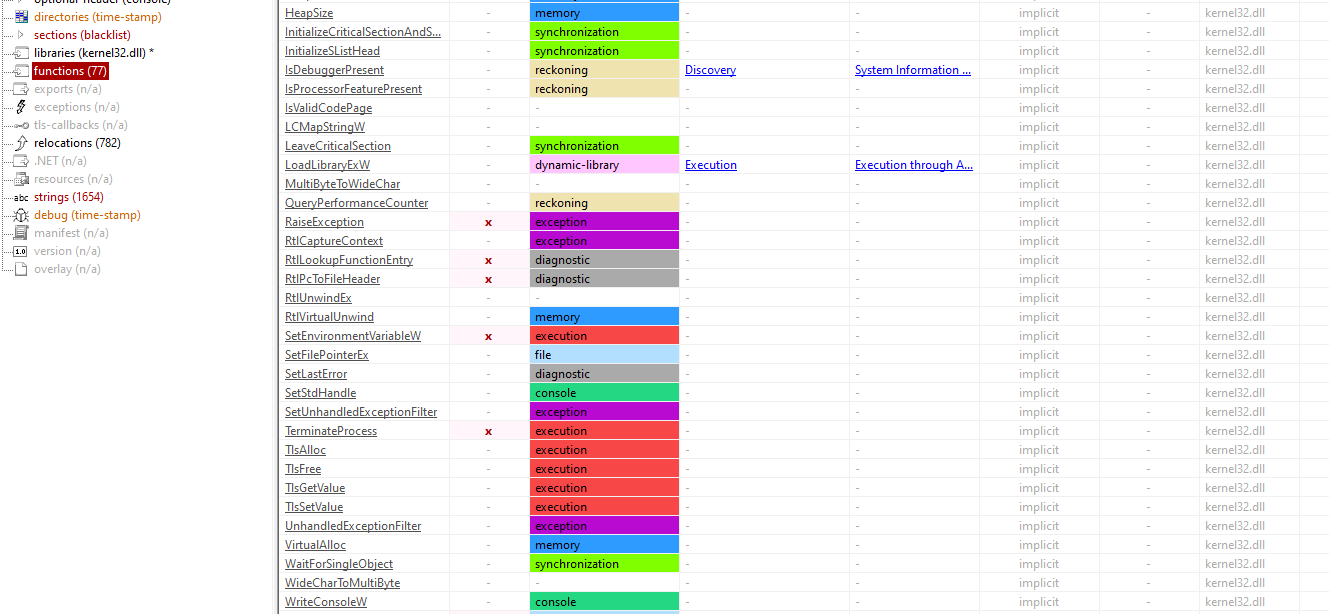 optional-header (console)
directories (time-stamp)
sections (blacklist)
libraries (kernel32.dll) *
functions (77)
exports (n/a)
exceptions (n/a)
tls-callbacks (n/a)
relocations (782)
.NET (n/a)
resources (n/a)
abc strings (1654)
debug (time-stamp)
manifest (n/a)
1.0 version (n/a)
overlay (n/a)
HeapSize - memory - - implicit - kernel32.dll
InitializeCriticalSectionAndS... - synchronization - - implicit - kernel32.dll
InitializeSListHead - synchronization - - implicit - kernel32.dll
IsDebuggerPresent - reckoning Discovery System Information ... implicit - kernel32.dll
IsProcessorFeaturePresent - reckoning - - implicit - kernel32.dll
IsValidCodePage - - - - implicit - kernel32.dll
LCMapStringW - - - - implicit - kernel32.dll
LeaveCriticalSection - synchronization - - implicit - kernel32.dll
LoadLibraryExW - dynamic-library Execution Execution through A... implicit - kernel32.dll
MultiByteToWideChar - - - - implicit - kernel32.dll
QueryPerformanceCounter - reckoning - - implicit - kernel32.dll
RaiseException x exception - - implicit - kernel32.dll
RtlCaptureContext - exception - - implicit - kernel32.dll
RtlLookupFunctionEntry x diagnostic - - implicit - kernel32.dll
RtlPcToFileHeader x diagnostic - - implicit - kernel32.dll
RtlUnwindEx - - - - implicit - kernel32.dll
RtlVirtualUnwind - memory - - implicit - kernel32.dll
SetEnvironmentVariableW x execution - - implicit - kernel32.dll
SetFilePointerEx - file - - implicit - kernel32.dll
SetLastError - diagnostic - - implicit - kernel32.dll
SetStdHandle - console - - implicit - kernel32.dll
SetUnhandledExceptionFilter - exception - - implicit - kernel32.dll
TerminateProcess x execution - - implicit - kernel32.dll
TlsAlloc - execution - - implicit - kernel32.dll
TlsFree - execution - - implicit - kernel32.dll
TlsGetValue - execution - - implicit - kernel32.dll
TlsSetValue - execution - - implicit - kernel32.dll
UnhandledExceptionFilter - exception - - implicit - kernel32.dll
VirtualAlloc - memory - - implicit - kernel32.dll
WaitForSingleObject - synchronization - - implicit - kernel32.dll
WideCharToMultiByte - - - - implicit - kernel32.dll
WriteConsoleW - console - - implicit - kernel32.dll